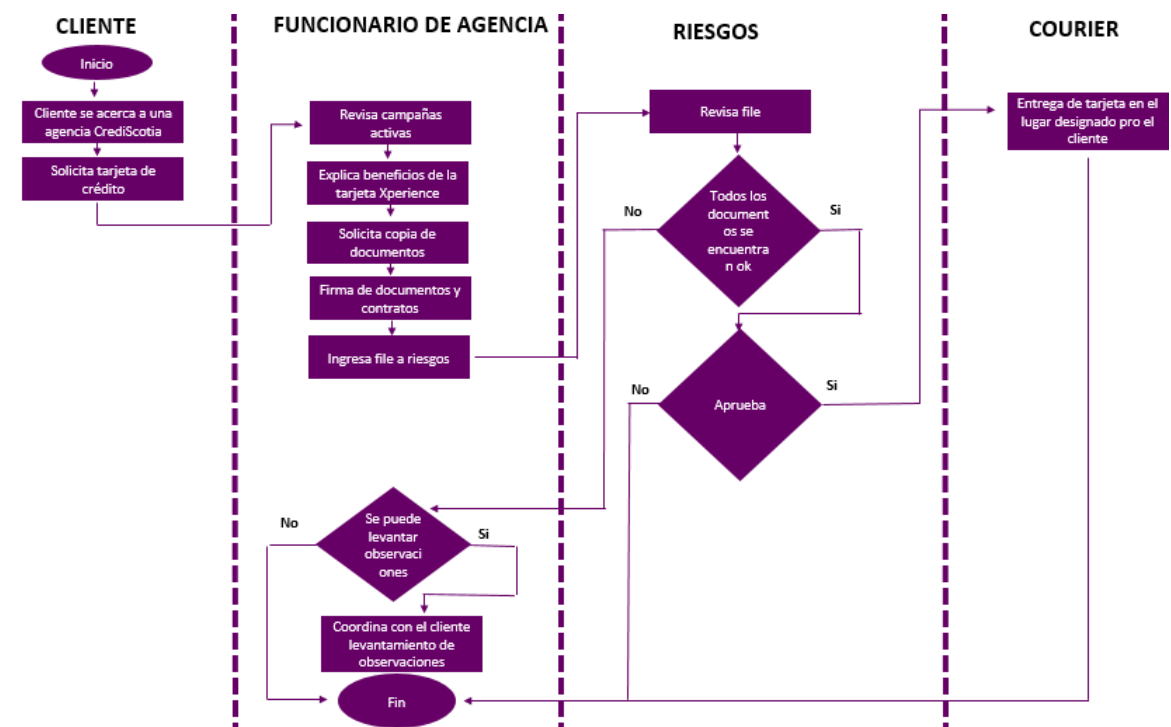 CLIENTE
FUNCIONARIO DE AGENCIA
RIESGOS
COURIER
Inicio
Cliente se acerca a una
agencia CrediScotia
Solicita tarjeta de
crédito
Revisa campañas
activas
Explica beneficios de la
tarjeta Xperience
Solicita copia de
documentos
Firma de documentos y
contratos
Ingresa file a riesgos
Revisa file
Todos los
document
os se
encuentra
n ok
No
Si
Aprueba
No
Si
Entrega de tarjeta en el
lugar designado pro el
cliente
Se puede
levantar
observaci
ones
No
Si
Coordina con el cliente
levantamiento de
observaciones
Fin